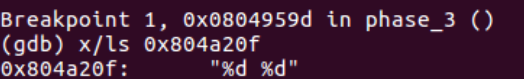 Breakpoint 1, 0x0804959d in phase_3 ()
(gdb) x/ls 0x804a20f
0x804a20f:       "%d %d"